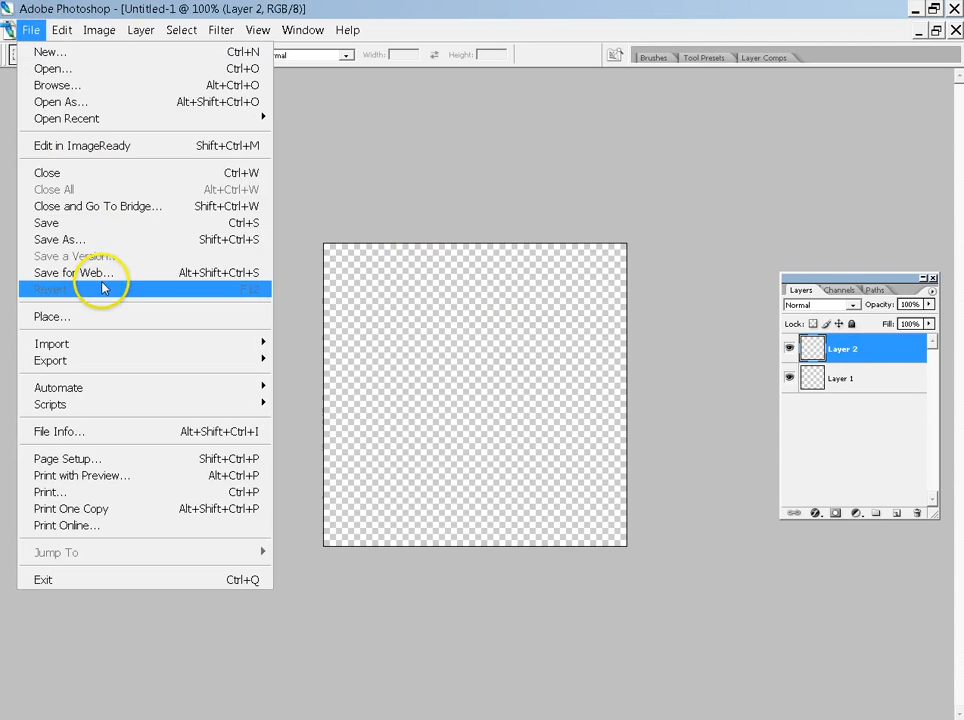 Adobe Photoshop - [Untitled-1 @ 100% (Layer 2, RGB/8)]
File Edit Image Layer Select Filter View Window Help
New... Ctrl+N
Open... Ctrl+O
Browse... Alt+Ctrl+O
Open As... Alt+Shift+Ctrl+O
Open Recent
Edit in ImageReady Shift+Ctrl+M
Close Ctrl+W
Close All Alt+Ctrl+W
Close and Go To Bridge... Shift+Ctrl+W
Save Ctrl+S
Save As... Shift+Ctrl+S
Save a Version...
Save for Web... Alt+Shift+Ctrl+S
Revert F12
Place...
Import
Export
Automate
Scripts
File Info... Alt+Shift+Ctrl+I
Page Setup... Shift+Ctrl+P
Print with Preview... Alt+Ctrl+P
Print... Ctrl+P
Print One Copy Alt+Shift+Ctrl+P
Print Online...
Jump To
Exit Ctrl+Q
Width: Height:
Brushes Tool Presets Layer Comps
Layers Channels Paths
Normal Opacity: 100%
Lock: Fill: 100%
Layer 2
Layer 1